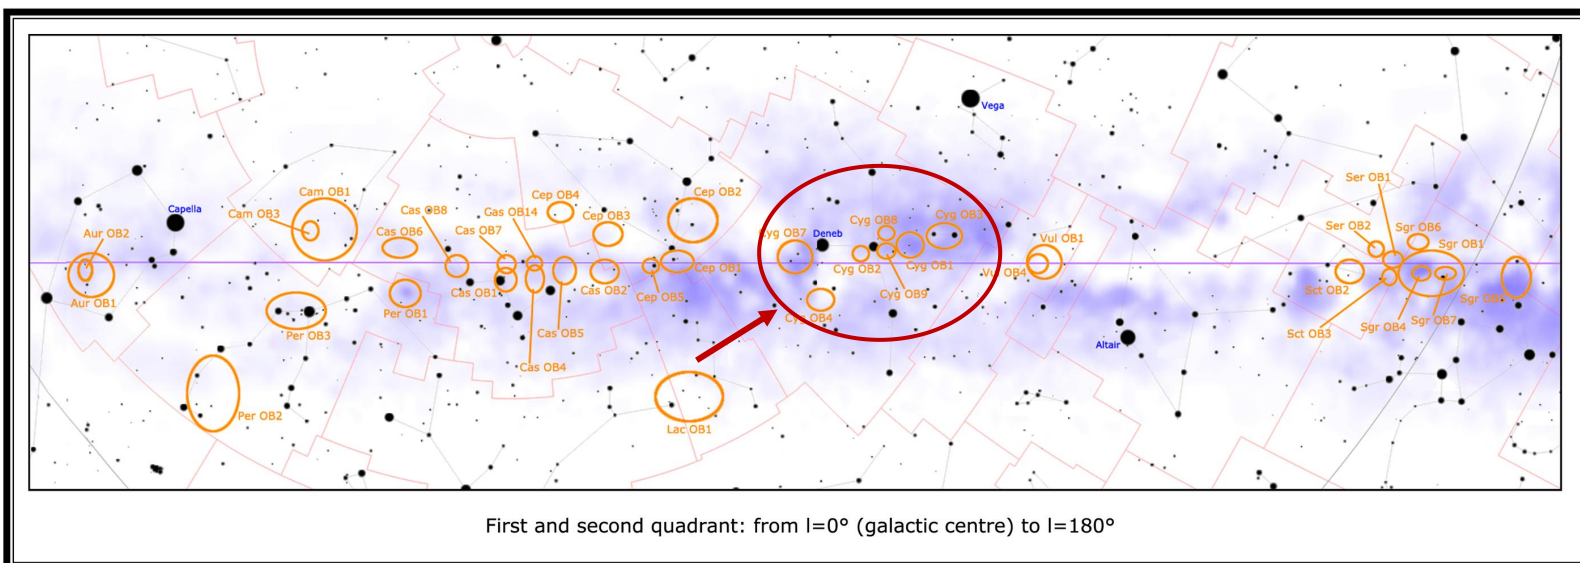 Vega
Ser OB1
Cam OB1
Cep OB4
Cep OB2
Capella
Cam OB3
Cas OB8
Gas OB14
Cep OB3
Cyg OB8
Cyg OB3
Aur OB2
Cas OB6
Cas OB7
Cyg OB7
Deneb
Vul OB1
Ser OB2
Sgr OB6
Sgr OB1
Cyg OB2
Cyg OB1
Cep OB1
Vul OB4
Aur OB1
Cas OB1
Cas OB2
Cep OB5
Cyg OB9
Sct OB2
Per OB1
Cyg OB4
Sgr OB7
Per OB3
Cas OB5
Altair
Sct OB3
Sgr OB4
Cas OB4
Per OB2
Lac OB1
First and second quadrant: from l=0° (galactic centre) to l=180°